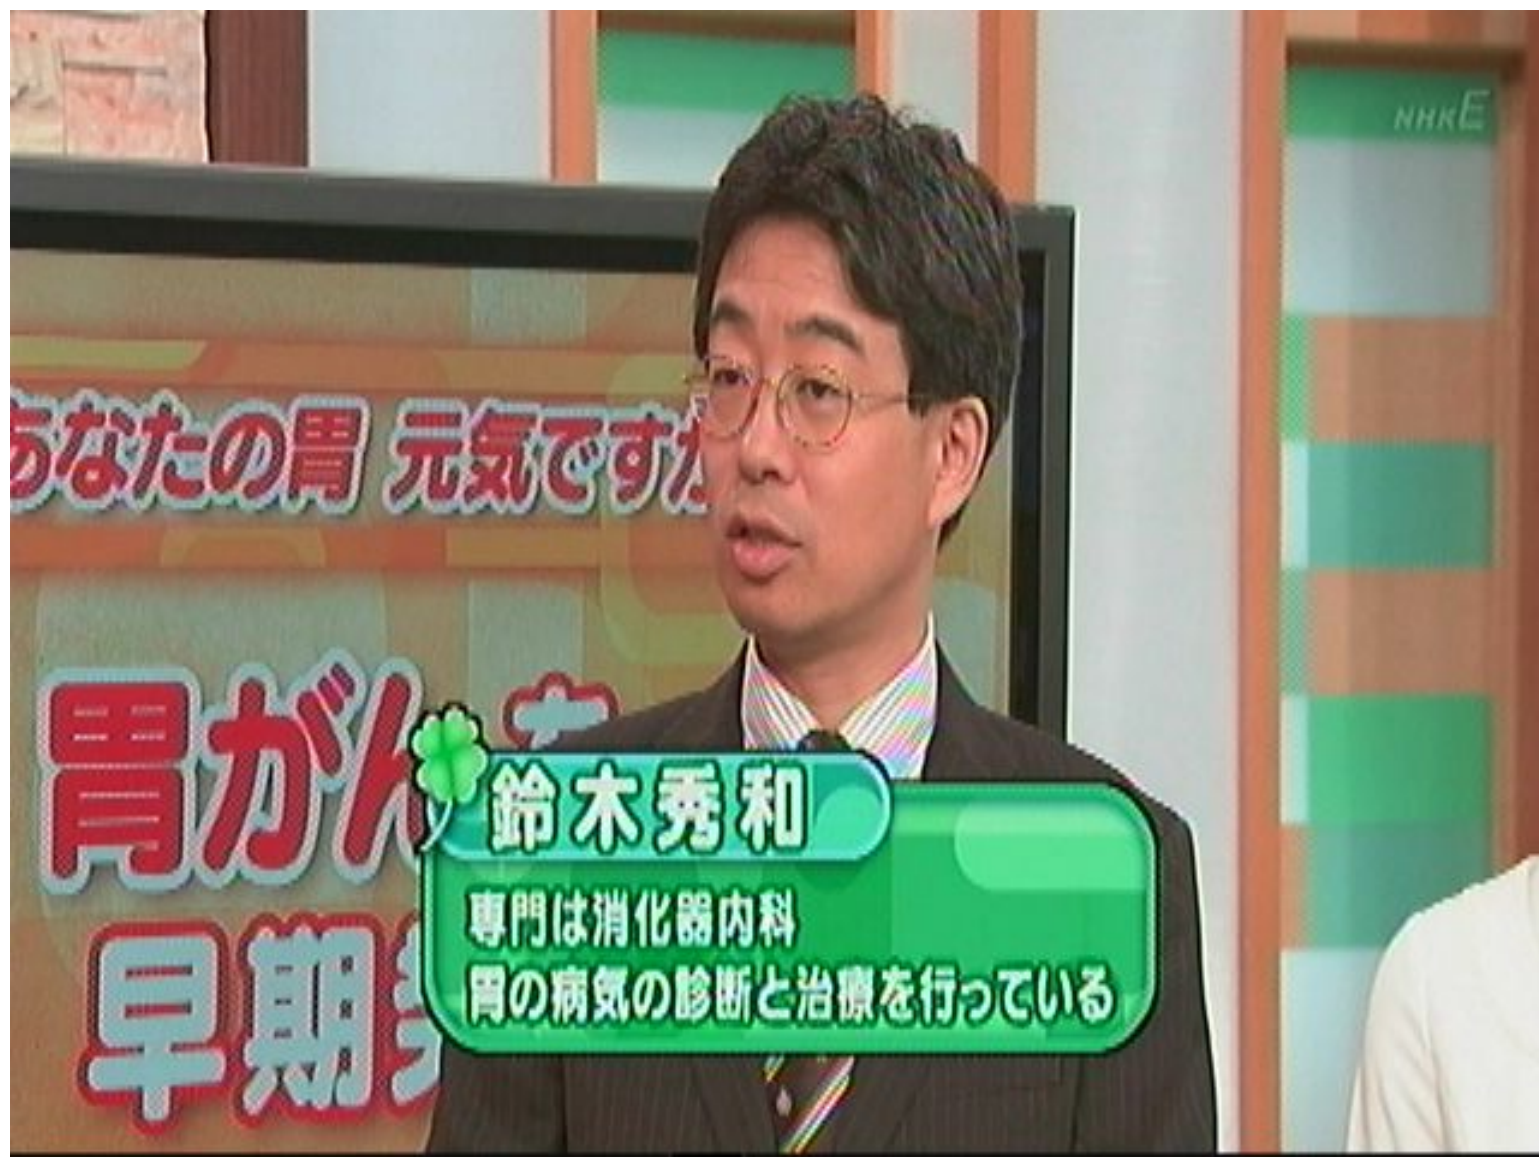 NHK E
あなたの胃 元気ですか
胃がん
早期
鈴木秀和
専門は消化器内科
胃の病気の診断と治療を行っている